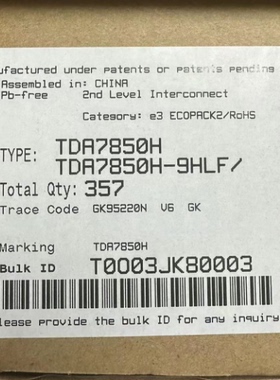 ufactured under patents or patents pending
Assembled in: CHINA
Pb-free 2nd Level Interconnect
Category: e3 ECOPACK2/RoHS
TYPE: TDA7850H
TDA7850H-9HLF/
Total Qty: 357
Trace Code GK95220N V6 GK
Marking TDA7850H
Bulk ID T0003JK80003
lease provide the bulk ID for any inquiry